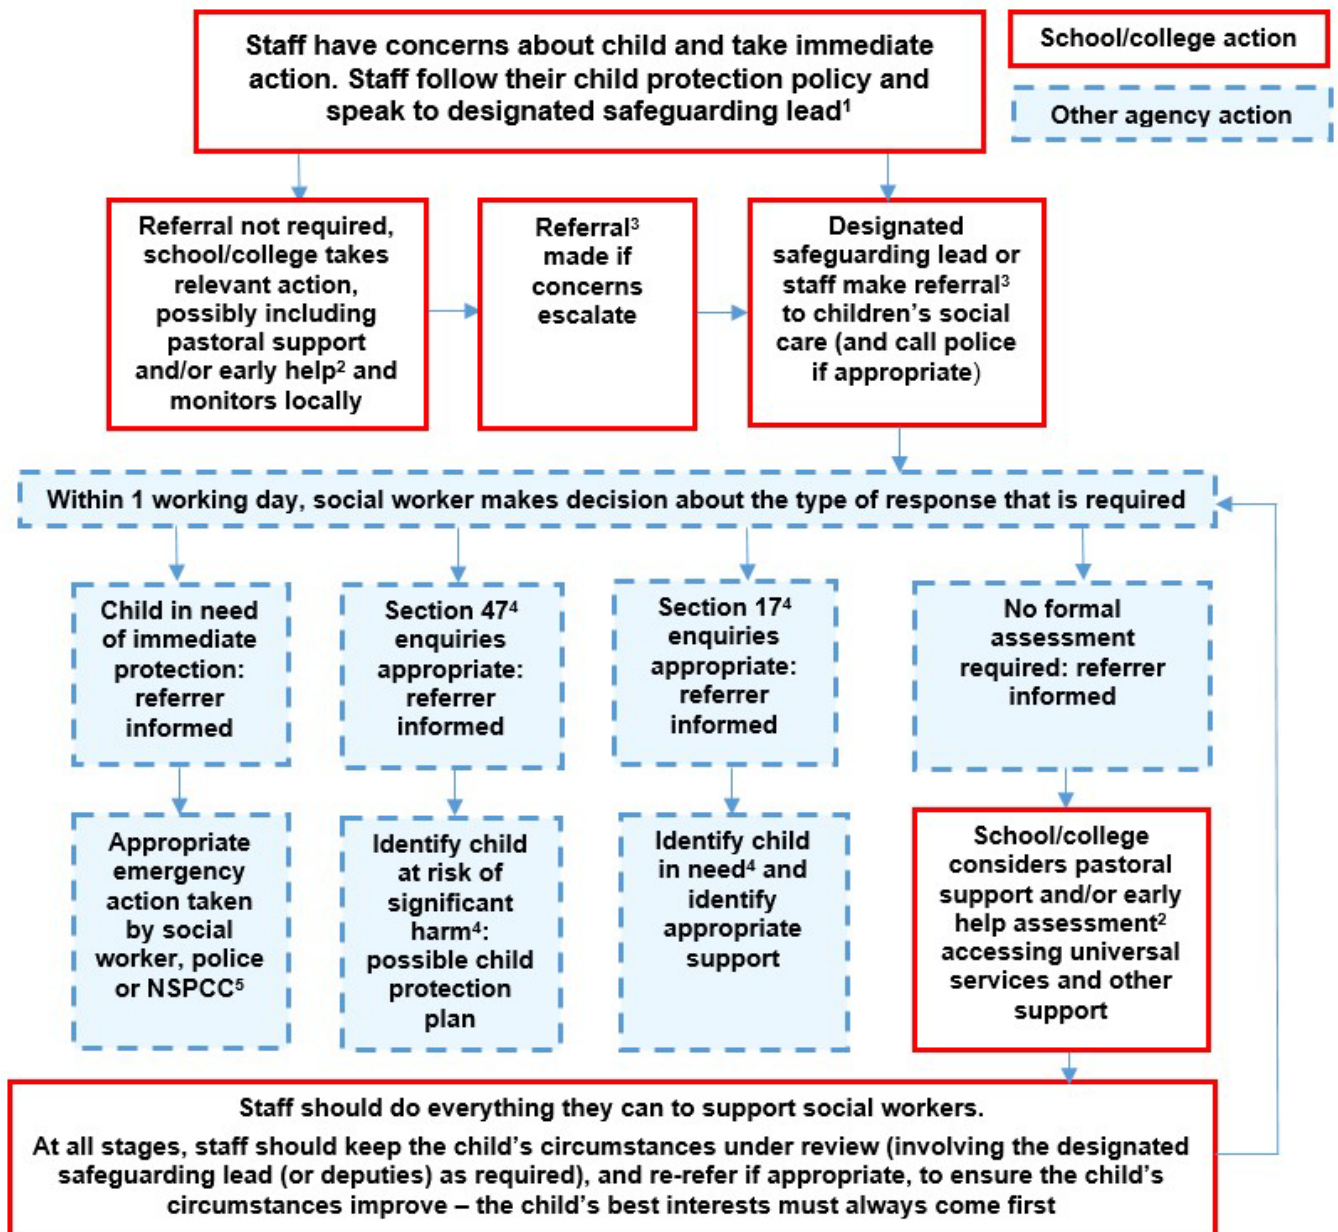 Staff have concerns about child and take immediate
action. Staff follow their child protection policy and
speak to designated safeguarding lead¹
School/college action
Other agency action
Referral not required,
school/college takes
relevant action,
possibly including
pastoral support
and/or early help² and
monitors locally
Referral³
made if
concerns
escalate
Designated
safeguarding lead or
staff make referral³
to children’s social
care (and call police
if appropriate)
Within 1 working day, social worker makes decision about the type of response that is required
Child in need
of immediate
protection:
referrer
informed
Section 47⁴
enquiries
appropriate:
referrer
informed
Section 17⁴
enquiries
appropriate:
referrer
informed
No formal
assessment
required: referrer
informed
Appropriate
emergency
action taken
by social
worker, police
or NSPCC⁵
Identify child
at risk of
significant
harm⁴:
possible child
protection
plan
Identify child
in need⁴ and
identify
appropriate
support
School/college
considers pastoral
support and/or early
help assessment²
accessing universal
services and other
support
Staff should do everything they can to support social workers.
At all stages, staff should keep the child’s circumstances under review (involving the designated
safeguarding lead (or deputies) as required), and re-refer if appropriate, to ensure the child’s
circumstances improve – the child’s best interests must always come first